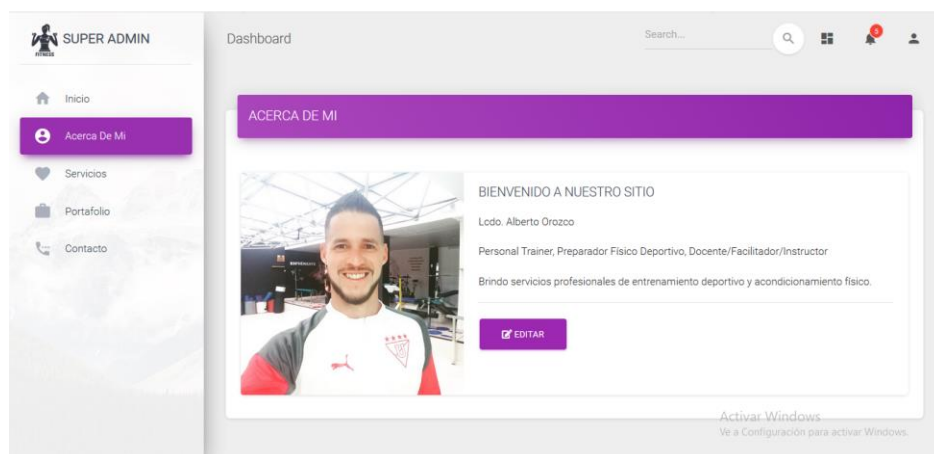 SUPER ADMIN
FITNESS
Inicio
Acerca De Mi
Servicios
Portafolio
Contacto
Dashboard
Search...
5
ACERCA DE MI
BIENVENIDO A NUESTRO SITIO
Lcdo. Alberto Orozco
Personal Trainer, Preparador Físico Deportivo, Docente/Facilitador/Instructor
Brindo servicios profesionales de entrenamiento deportivo y acondicionamiento físico.
EDITAR
Activar Windows
Ve a Configuración para activar Windows.